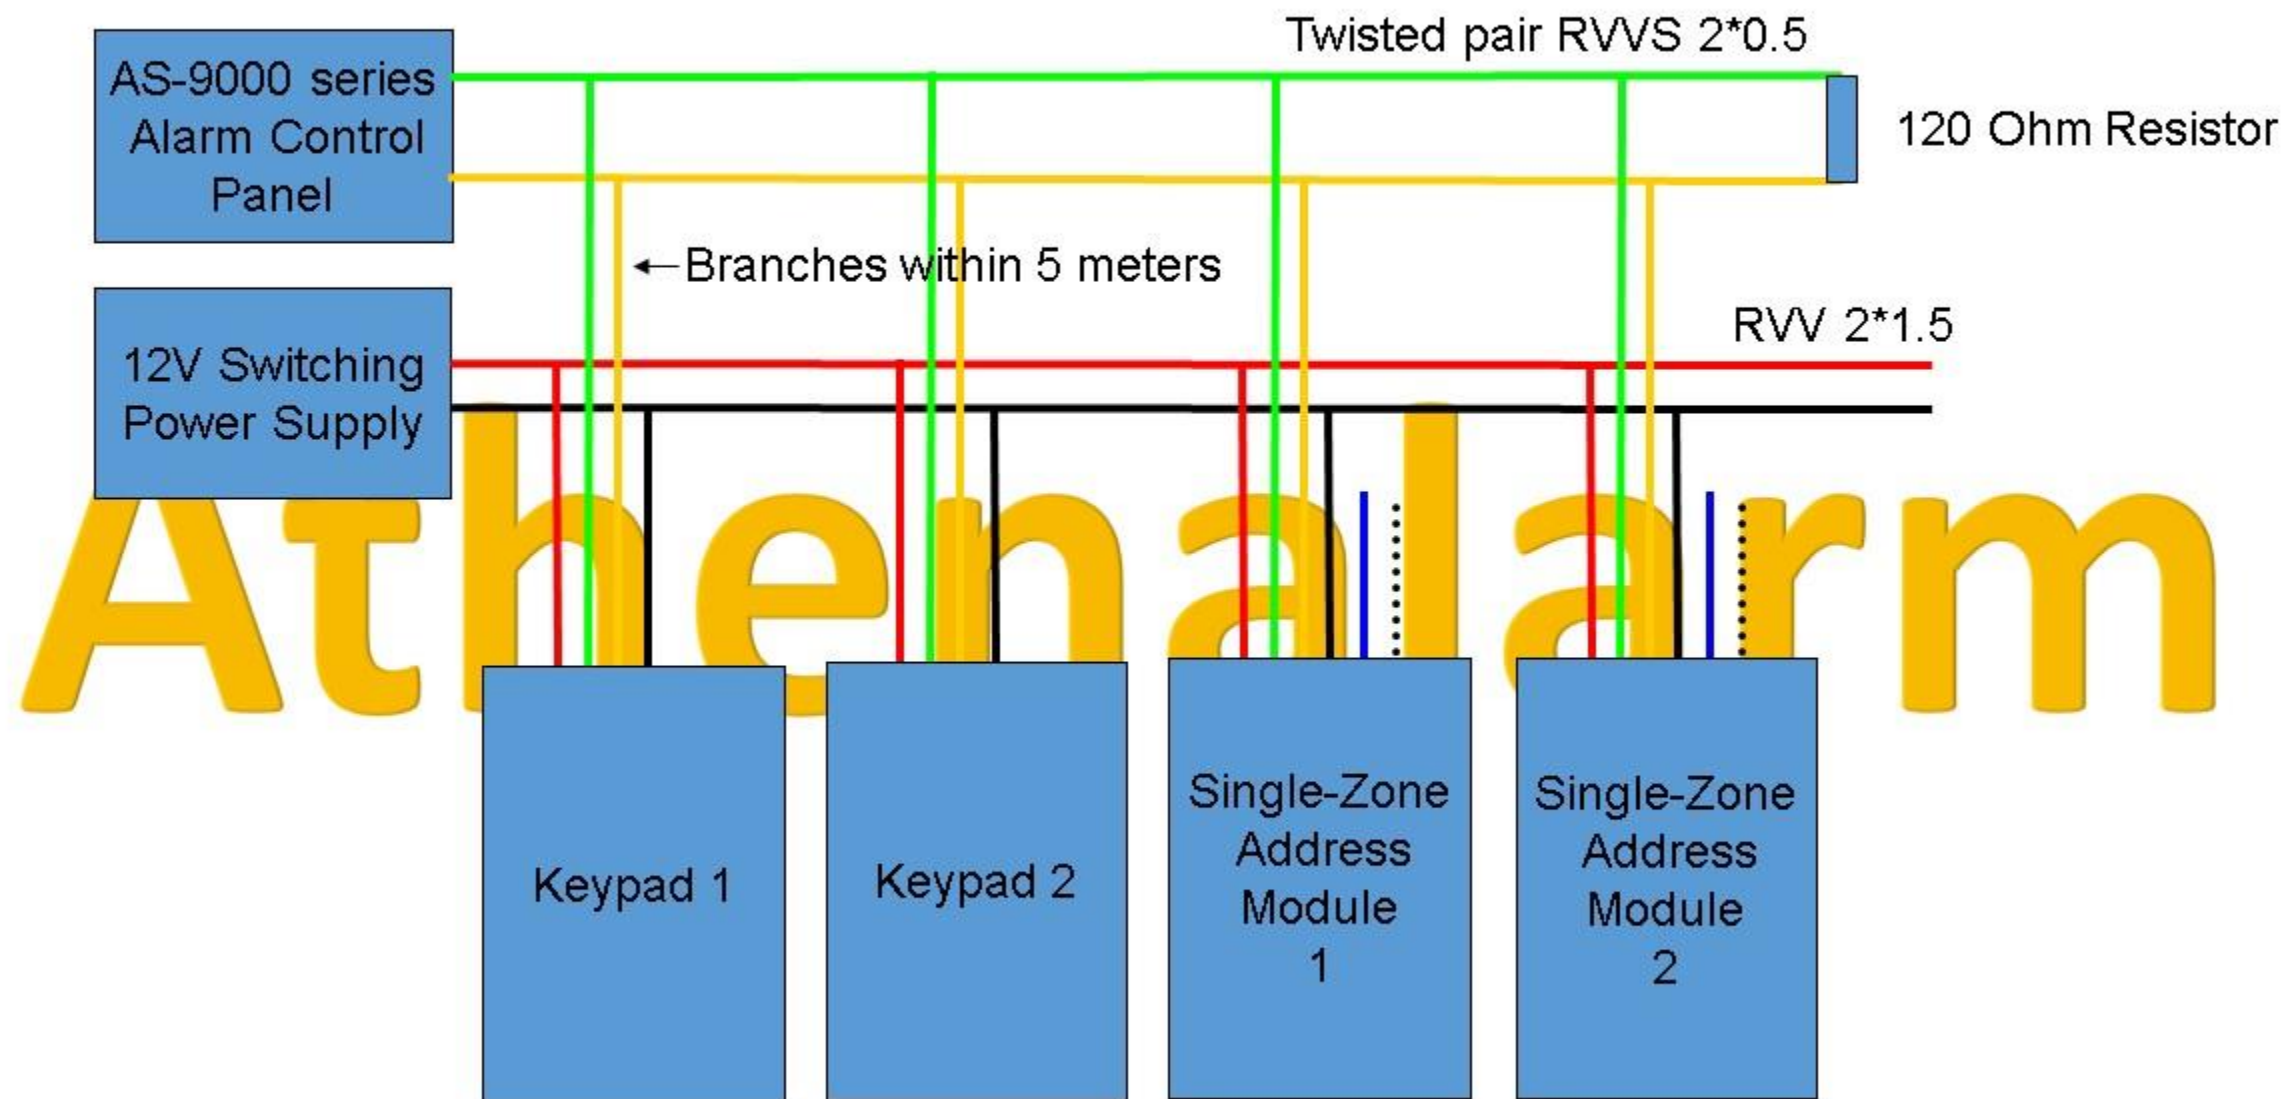 Twisted pair RVVS 2*0.5
AS-9000 series
Alarm Control
Panel
120 Ohm Resistor
←Branches within 5 meters
RVV 2*1.5
12V Switching
Power Supply
Athenalarm
Keypad 1
Keypad 2
Single-Zone
Address
Module
1
Single-Zone
Address
Module
2